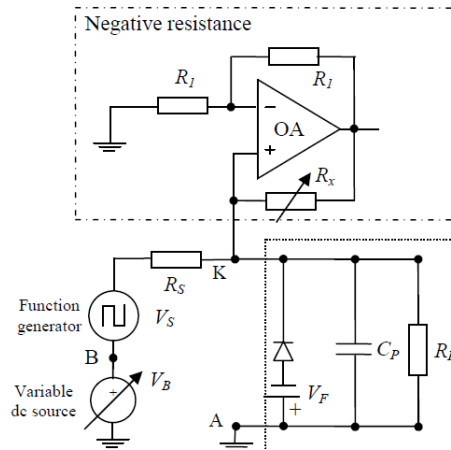 Negative resistance
R1
R1
−
OA
+
Rx
RS
K
Function
generator
VS
B
Variable
dc source
+
VB
A
VF
+
CP